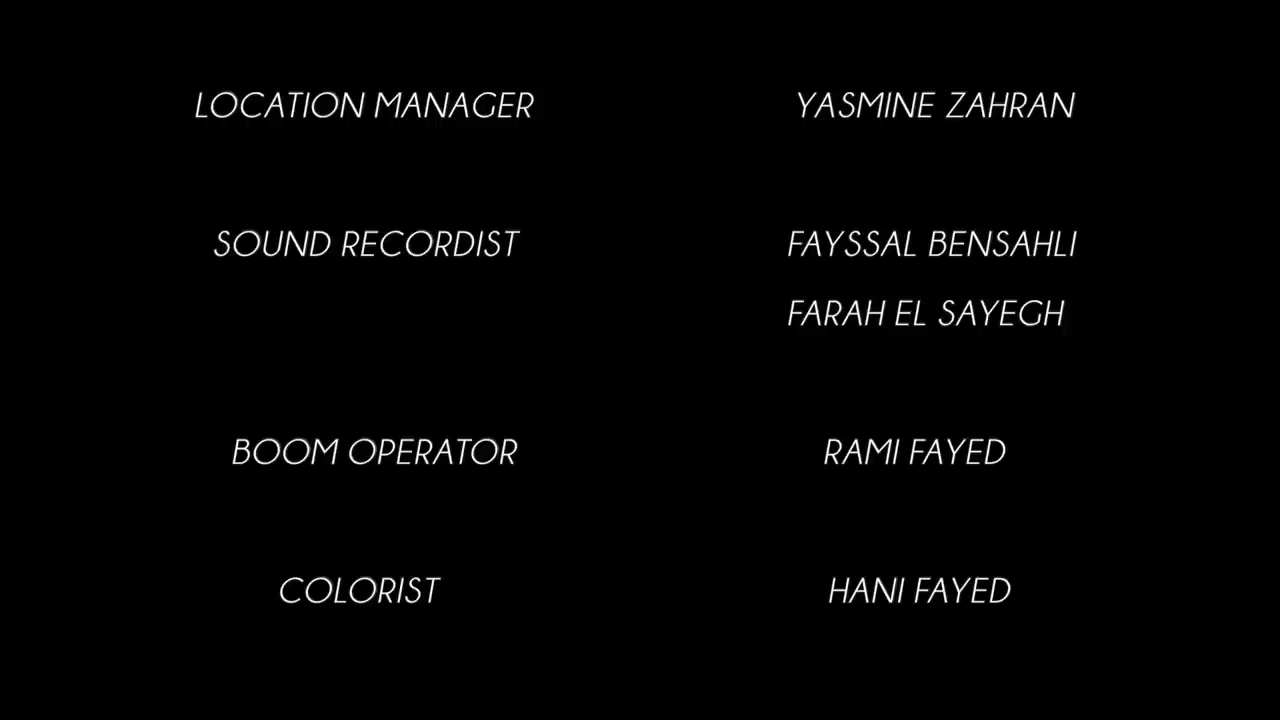 LOCATION MANAGER YASMINE ZAHRAN
SOUND RECORDIST FAYSSAL BENSAHLI
FARAH EL SAYEGH
BOOM OPERATOR RAMI FAYED
COLORIST HANI FAYED